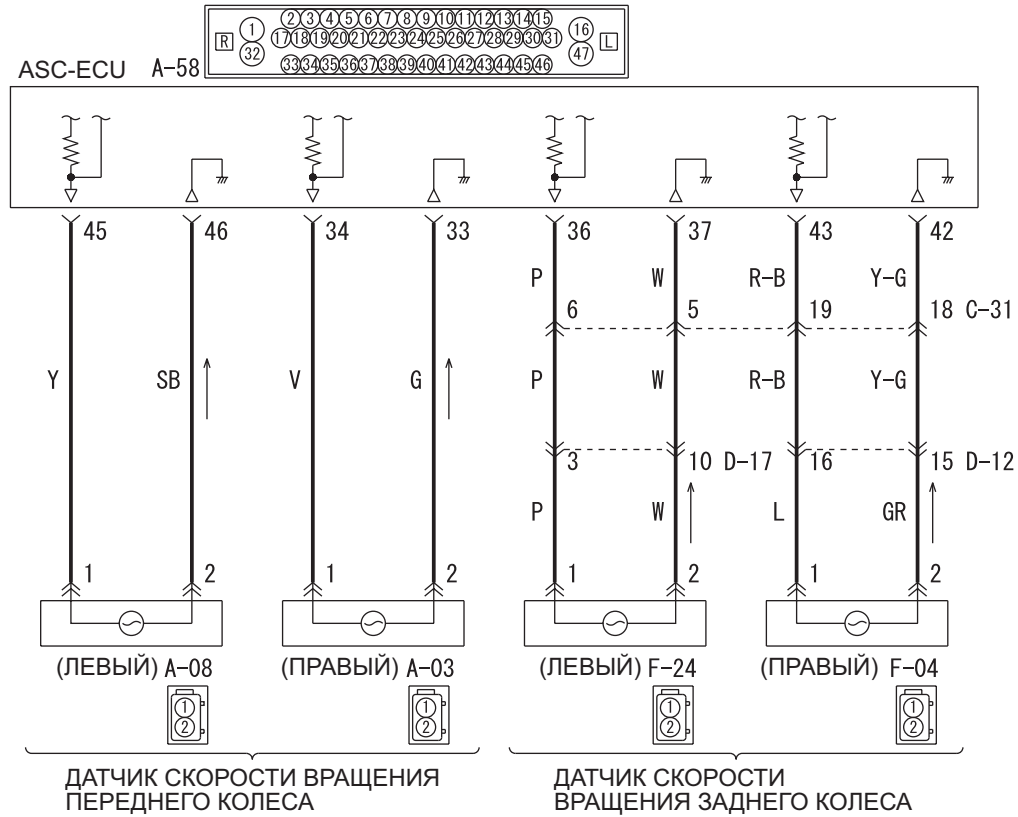 1 2 3 4 5 6 7 8 9 10 11 12 13 14 15 16
R 17 18 19 20 21 22 23 24 25 26 27 28 29 30 31 L
32 33 34 35 36 37 38 39 40 41 42 43 44 45 46 47
ASC-ECU A-58
45 46 34 33 36 37 43 42
P W R-B Y-G
6 5 19 18 C-31
Y SB V G P W R-B Y-G
3 10 D-17 16 15 D-12
P W L GR
1 2 1 2 1 2 1 2
(ЛЕВЫЙ) A-08 (ПРАВЫЙ) A-03 (ЛЕВЫЙ) F-24 (ПРАВЫЙ) F-04
1 1 1 1
2 2 2 2
ДАТЧИК СКОРОСТИ ВРАЩЕНИЯ
ПЕРЕДНЕГО КОЛЕСА
ДАТЧИК СКОРОСТИ
ВРАЩЕНИЯ ЗАДНЕГО КОЛЕСА